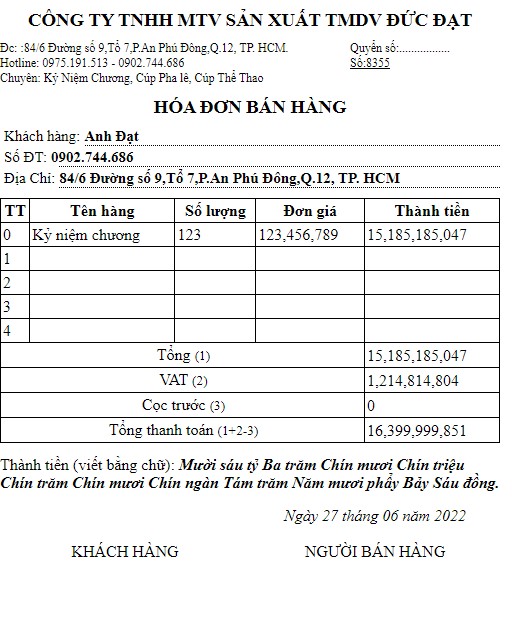 CÔNG TY TNHH MTV SẢN XUẤT TMDV ĐỨC ĐẠT
Đc: :84/6 Đường số 9,Tổ 7,P.An Phú Đông,Q.12, TP. HCM. Quyển số:.................
Hotline: 0975.191.513 - 0902.744.686 Số:8355
Chuyên: Kỷ Niệm Chương, Cúp Pha lê, Cúp Thể Thao
HÓA ĐƠN BÁN HÀNG
Khách hàng: Anh Đạt
Số ĐT: 0902.744.686
Địa Chỉ: 84/6 Đường số 9,Tổ 7,P.An Phú Đông,Q.12, TP. HCM
TT Tên hàng Số lượng Đơn giá Thành tiền
0 Kỷ niệm chương 123 123,456,789 15,185,185,047
1
2
3
4
Tổng (1) 15,185,185,047
VAT (2) 1,214,814,804
Cọc trước (3) 0
Tổng thanh toán (1+2-3) 16,399,999,851
Thành tiền (viết bằng chữ): Mười sáu tỷ Ba trăm Chín mươi Chín triệu
Chín trăm Chín mươi Chín ngàn Tám trăm Năm mươi phẩy Bảy Sáu đồng.
Ngày 27 tháng 06 năm 2022
KHÁCH HÀNG NGƯỜI BÁN HÀNG